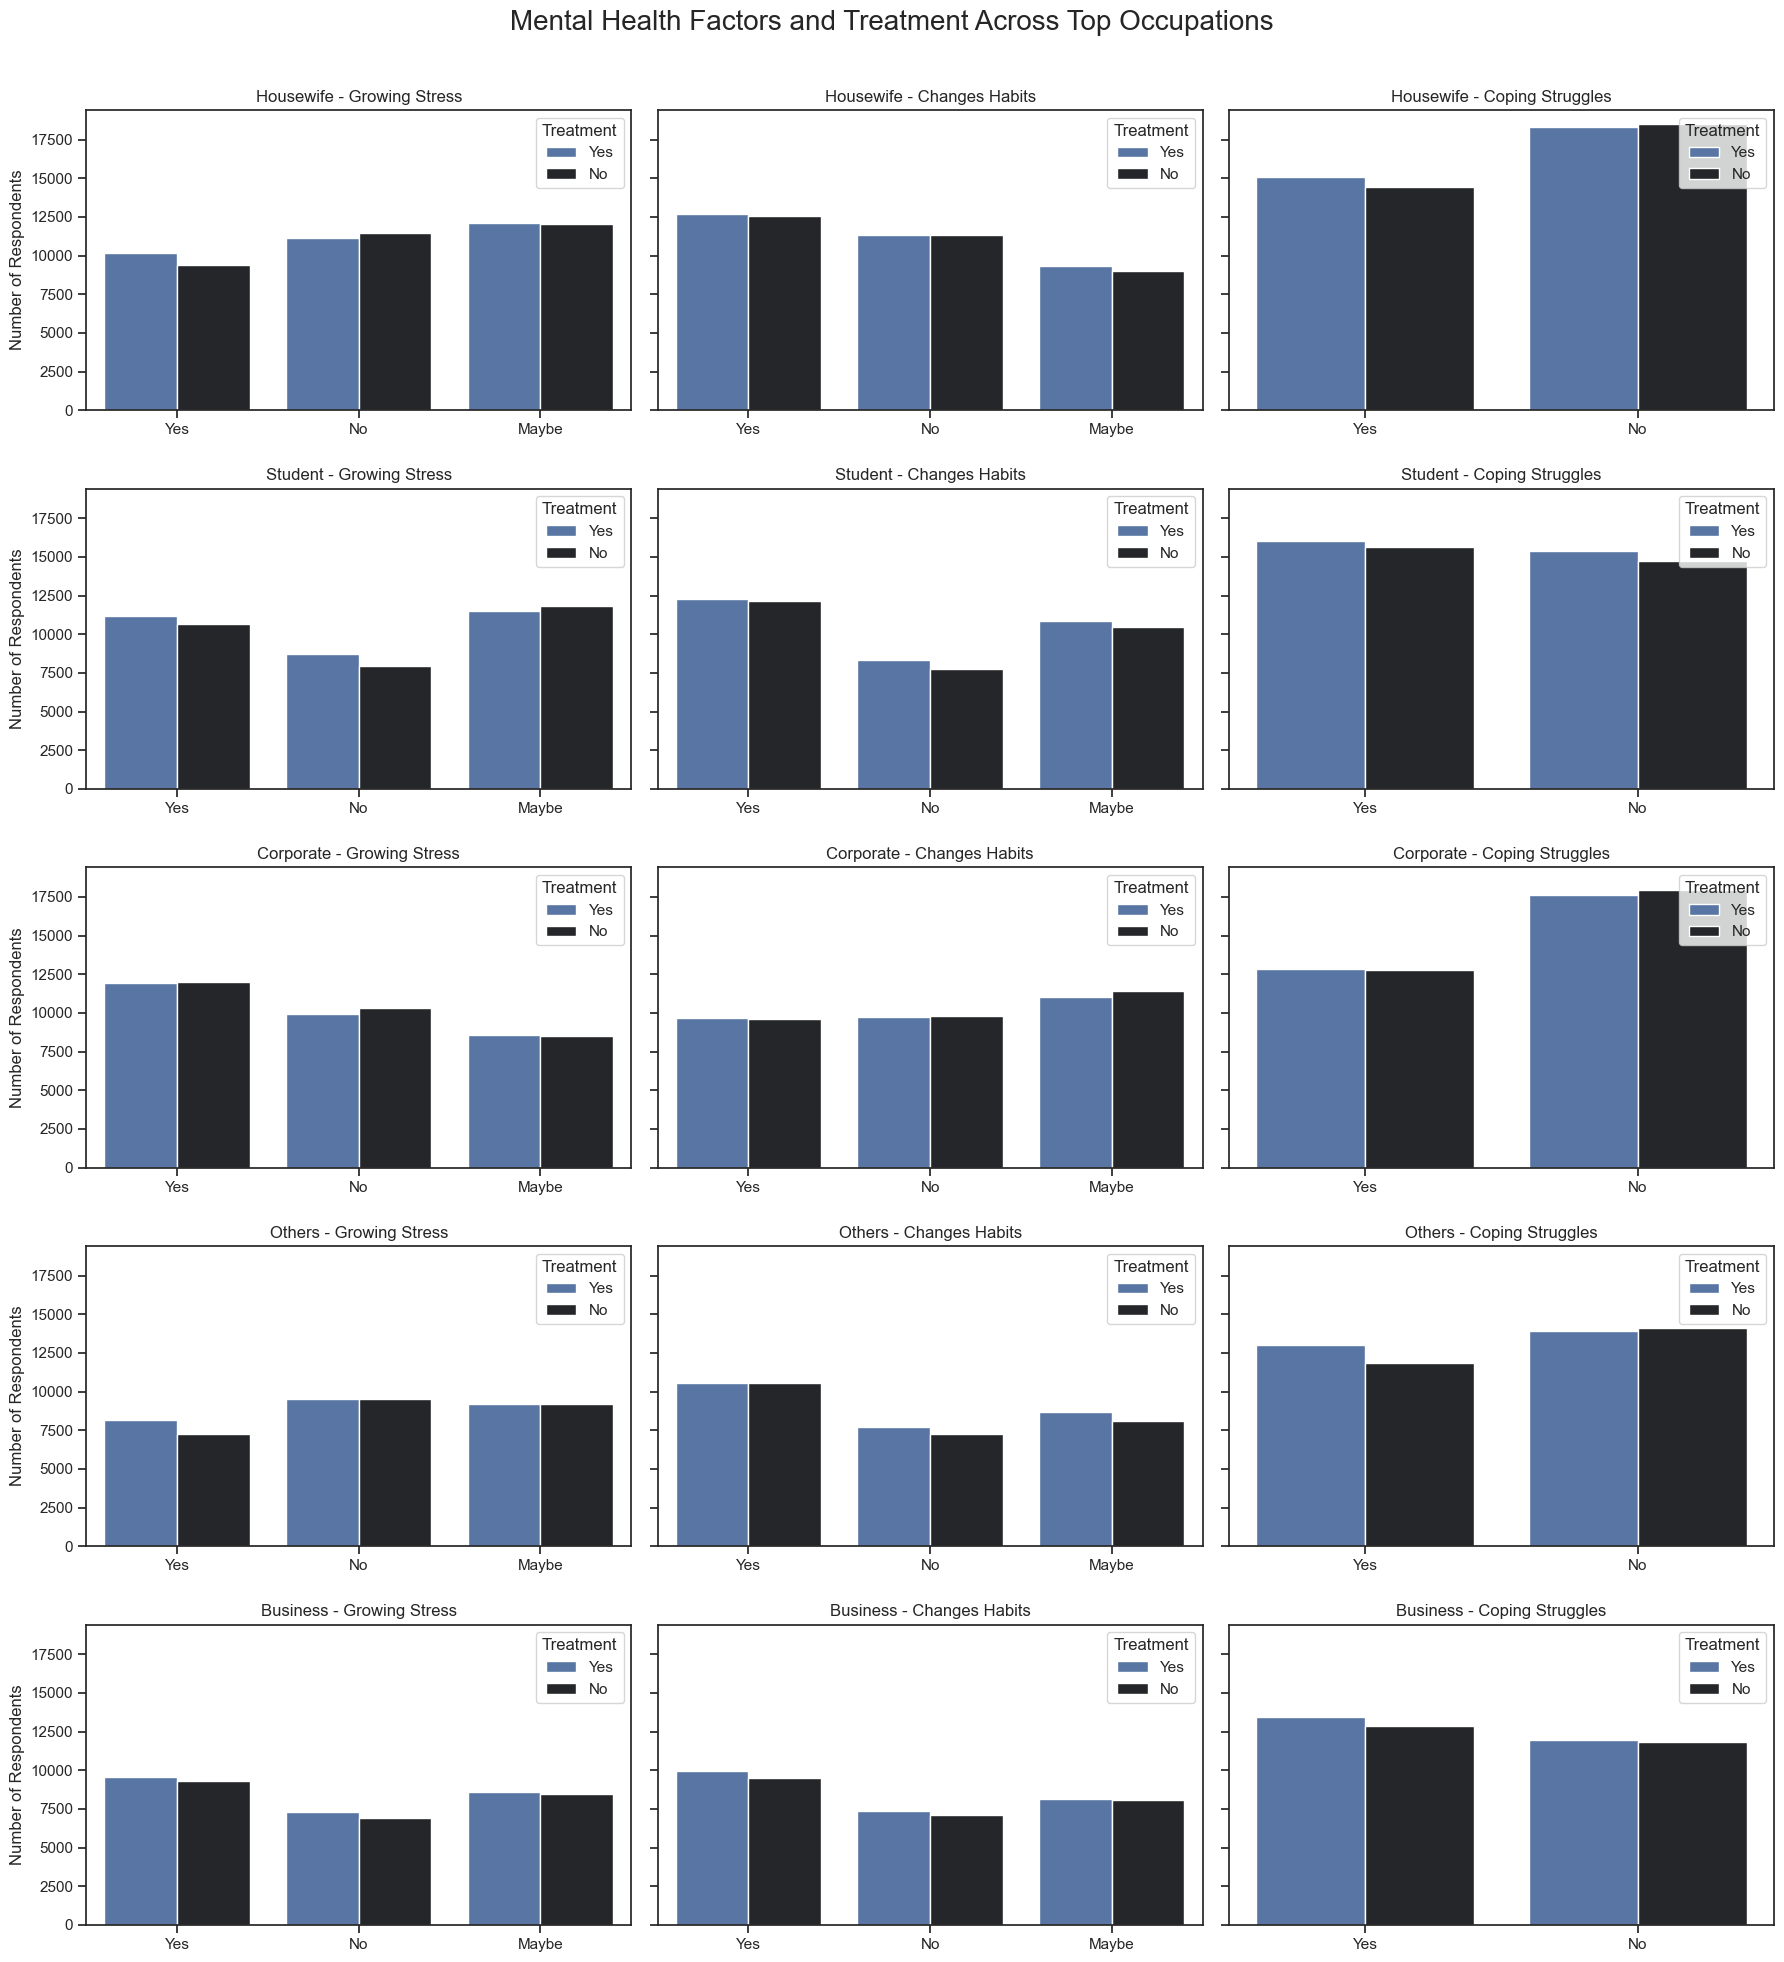 Mental Health Factors and Treatment Across Top Occupations
Housewife - Growing Stress
Number of Respondents
17500
15000
12500
10000
7500
5000
2500
0
Treatment
Yes
No
Yes No Maybe
Housewife - Changes Habits
Treatment
Yes
No
Yes No Maybe
Housewife - Coping Struggles
Treatment
Yes
No
Yes No
Student - Growing Stress
Number of Respondents
17500
15000
12500
10000
7500
5000
2500
0
Treatment
Yes
No
Yes No Maybe
Student - Changes Habits
Treatment
Yes
No
Yes No Maybe
Student - Coping Struggles
Treatment
Yes
No
Yes No
Corporate - Growing Stress
Number of Respondents
17500
15000
12500
10000
7500
5000
2500
0
Treatment
Yes
No
Yes No Maybe
Corporate - Changes Habits
Treatment
Yes
No
Yes No Maybe
Corporate - Coping Struggles
Treatment
Yes
No
Yes No
Others - Growing Stress
Number of Respondents
17500
15000
12500
10000
7500
5000
2500
0
Treatment
Yes
No
Yes No Maybe
Others - Changes Habits
Treatment
Yes
No
Yes No Maybe
Others - Coping Struggles
Treatment
Yes
No
Yes No
Business - Growing Stress
Number of Respondents
17500
15000
12500
10000
7500
5000
2500
0
Treatment
Yes
No
Yes No Maybe
Business - Changes Habits
Treatment
Yes
No
Yes No Maybe
Business - Coping Struggles
Treatment
Yes
No
Yes No